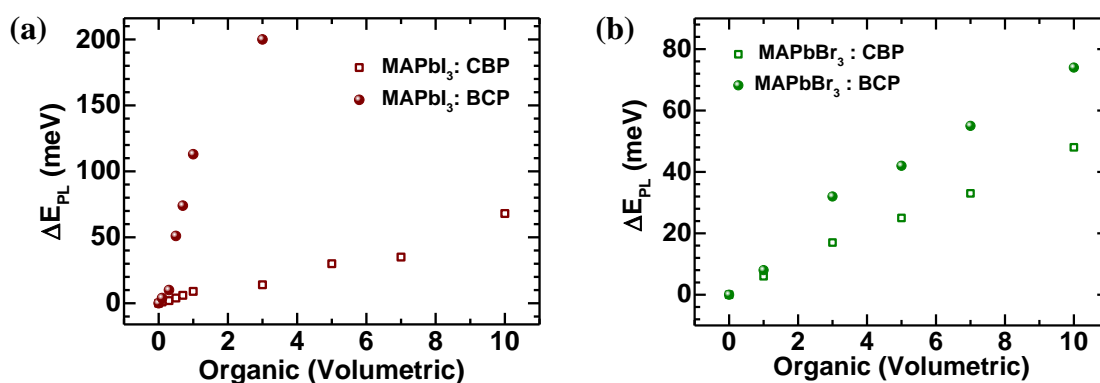 (a)
200
150
100
50
0
ΔE_PL (meV)
MAPbI₃: CBP
MAPbI₃: BCP
0 2 4 6 8 10
Organic (Volumetric)
(b)
80
60
40
20
0
ΔE_PL (meV)
MAPbBr₃ : CBP
MAPbBr₃ : BCP
0 2 4 6 8 10
Organic (Volumetric)